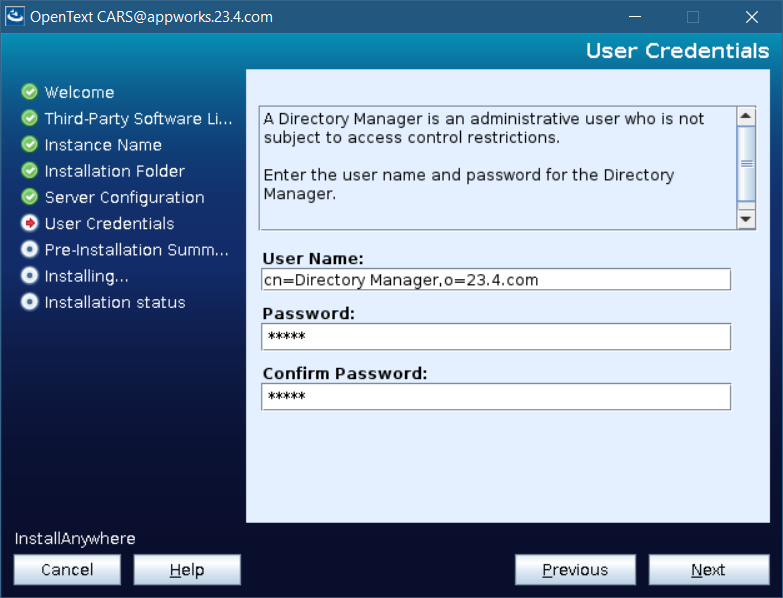 OpenText CARS@appworks.23.4.com
User Credentials
Welcome
Third-Party Software Li...
Instance Name
Installation Folder
Server Configuration
User Credentials
Pre-Installation Summ...
Installing...
Installation status
A Directory Manager is an administrative user who is not
subject to access control restrictions.
Enter the user name and password for the Directory
Manager.
User Name:
cn=Directory Manager,o=23.4.com
Password:
*****
Confirm Password:
*****
InstallAnywhere
Cancel
Help
Previous
Next